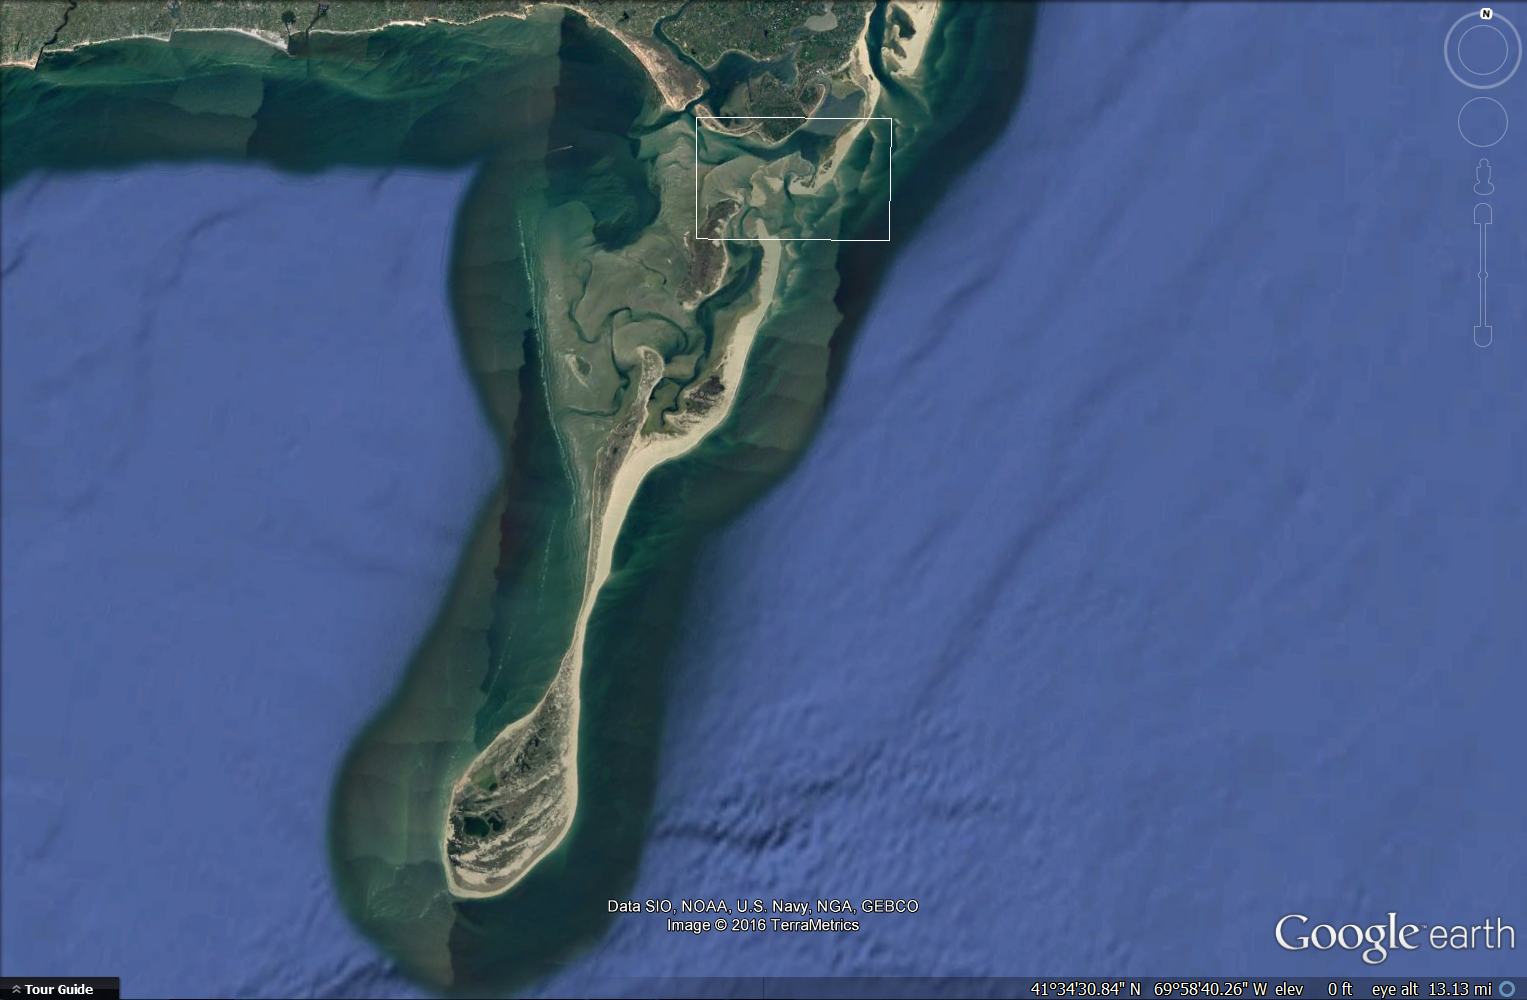 N
Data SIO, NOAA, U.S. Navy, NGA, GEBCO
Image © 2016 TerraMetrics
Google earth
Tour Guide
41°34'30.84" N 69°58'40.26" W elev 0 ft eye alt 13.13 mi